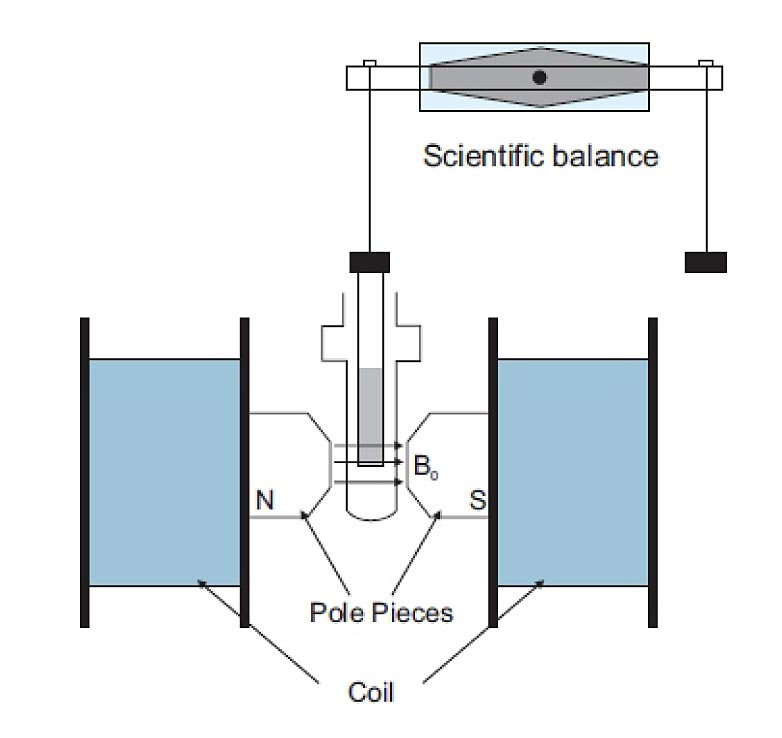 Scientific balance
B₀
N
S
Pole Pieces
Coil